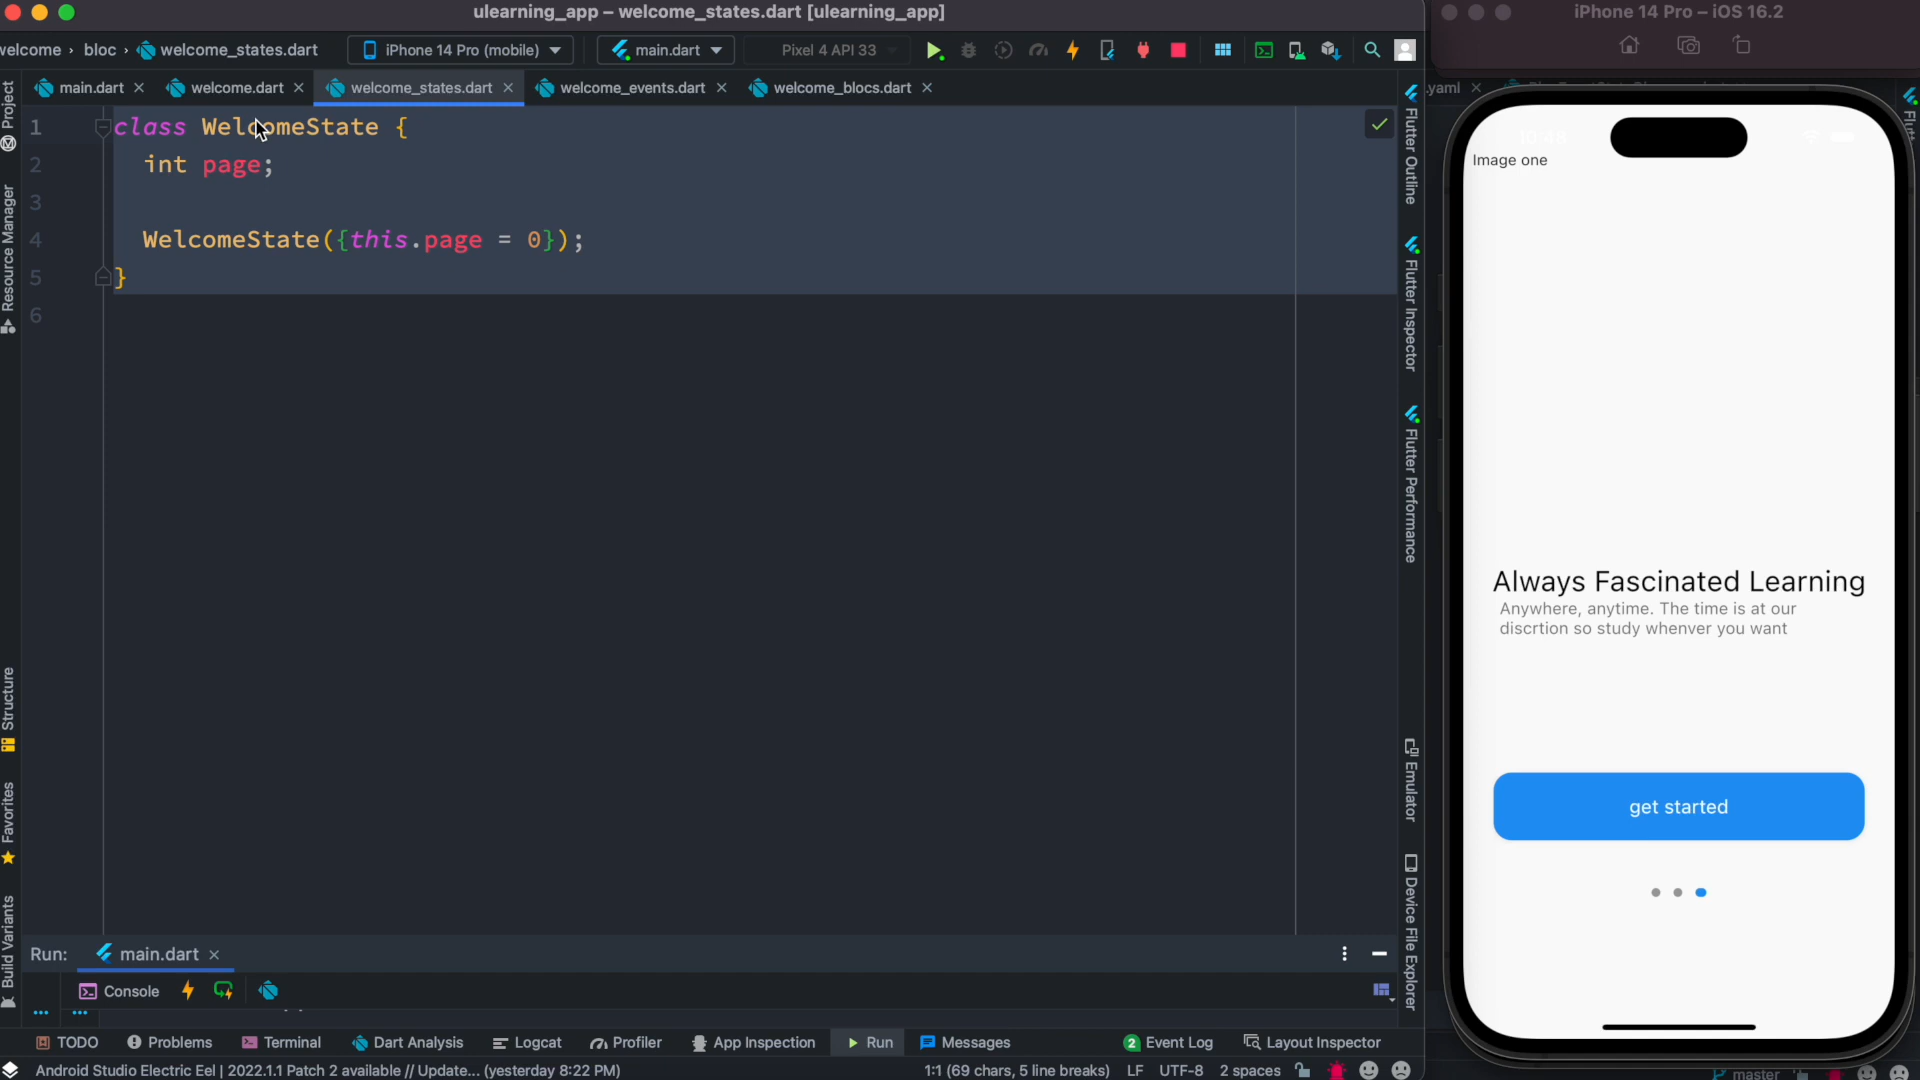 ulearning_app – welcome_states.dart [ulearning_app]
welcome › bloc › welcome_states.dart
iPhone 14 Pro (mobile)
main.dart
Pixel 4 API 33
main.dart
welcome.dart
welcome_states.dart
welcome_events.dart
welcome_blocs.dart
1 class WelcomeState {
2 int page;
3
4 WelcomeState({this.page = 0});
5 }
6
Project
Resource Manager
Structure
Favorites
Build Variants
Flutter Outline
Flutter Inspector
Flutter Performance
Emulator
Device File Explorer
Run: main.dart
Console
TODO
Problems
Terminal
Dart Analysis
Logcat
Profiler
App Inspection
Run
Messages
2 Event Log
Layout Inspector
Android Studio Electric Eel | 2022.1.1 Patch 2 available // Update... (yesterday 8:22 PM)
1:1 (69 chars, 5 line breaks)
LF
UTF-8
2 spaces
iPhone 14 Pro – iOS 16.2
.yaml
Image one
Always Fascinated Learning
Anywhere, anytime. The time is at our
discrtion so study whenver you want
get started
master